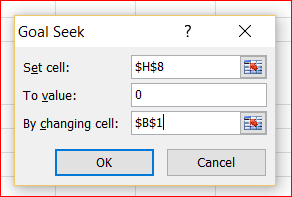 Goal Seek ?
Set cell: $H$8
To value: 0
By changing cell: $B$1
OK Cancel